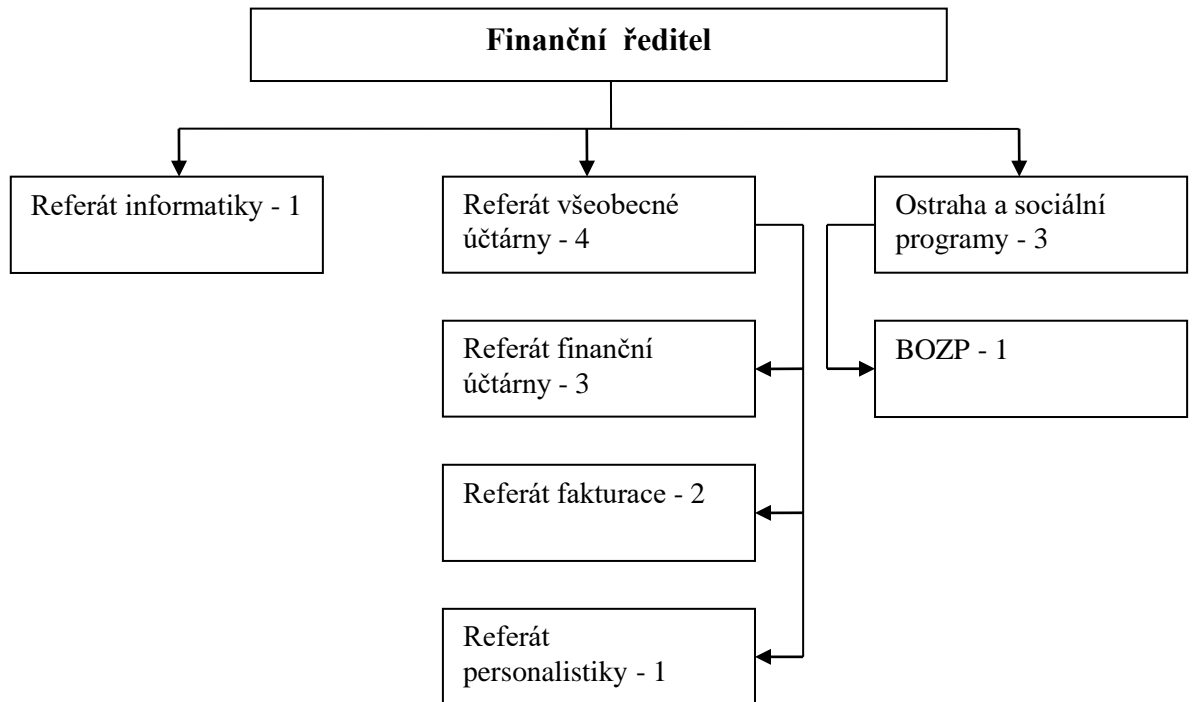 Finanční ředitel
Referát informatiky - 1
Referát všeobecné
účtárny - 4
Ostraha a sociální
programy - 3
Referát finanční
účtárny - 3
BOZP - 1
Referát fakturace - 2
Referát
personalistiky - 1